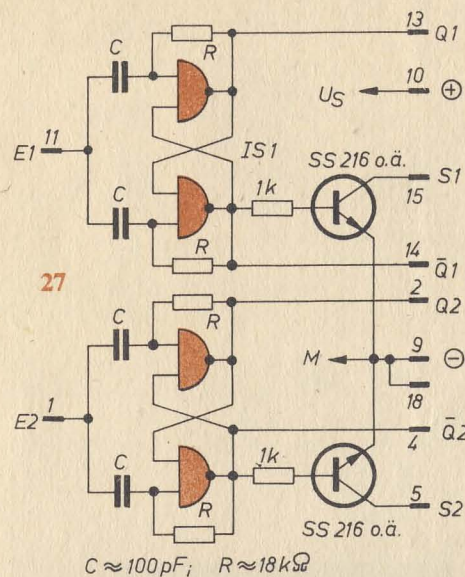 C
R
13
Q1
10
U_S
⊕
11
E1
IS1
SS 216 o.ä.
1k
S1
15
C
R
14
Q̅1
27
2
Q2
C
R
M
9
⊖
18
1
E2
4
Q̅2
C
R
1k
5
S2
SS 216 o.ä.
C ≈ 100 pF; R ≈ 18 kΩ